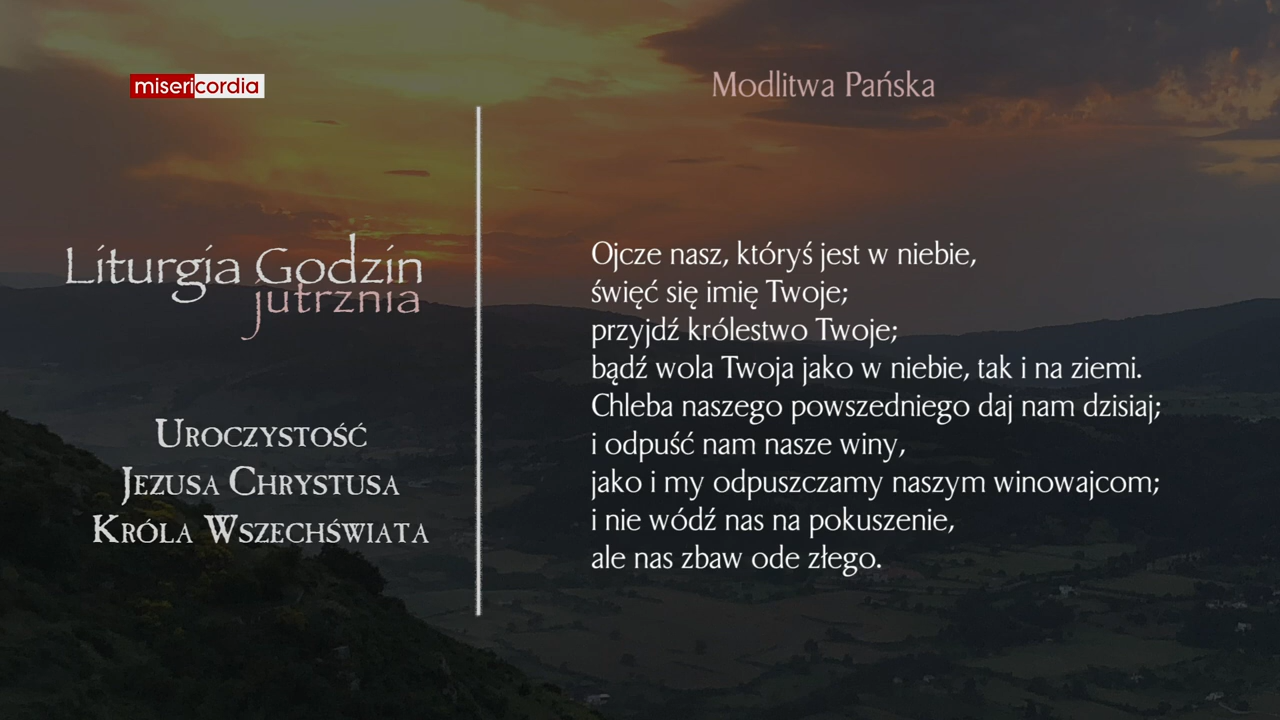 misericordia
Liturgia Godzin
jutrznia
Uroczystość
Jezusa Chrystusa
Króla Wszechświata
Modlitwa Pańska
Ojcze nasz, któryś jest w niebie,
święć się imię Twoje;
przyjdź królestwo Twoje;
bądź wola Twoja jako w niebie, tak i na ziemi.
Chleba naszego powszedniego daj nam dzisiaj;
i odpuść nam nasze winy,
jako i my odpuszczamy naszym winowajcom;
i nie wódź nas na pokuszenie,
ale nas zbaw ode złego.